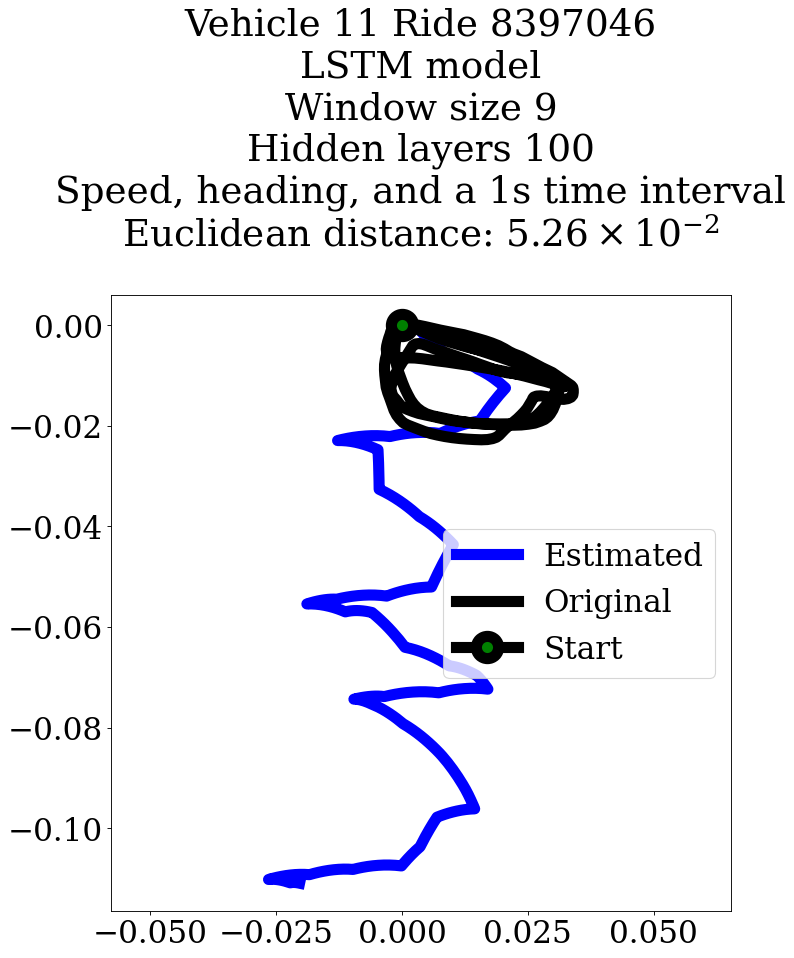 Vehicle 11 Ride 8397046
LSTM model
Window size 9
Hidden layers 100
Speed, heading, and a 1s time interval
Euclidean distance: 5.26 × 10⁻²
0.00
−0.02
−0.04
−0.06
−0.08
−0.10
Estimated
Original
Start
−0.050 −0.025 0.000 0.025 0.050